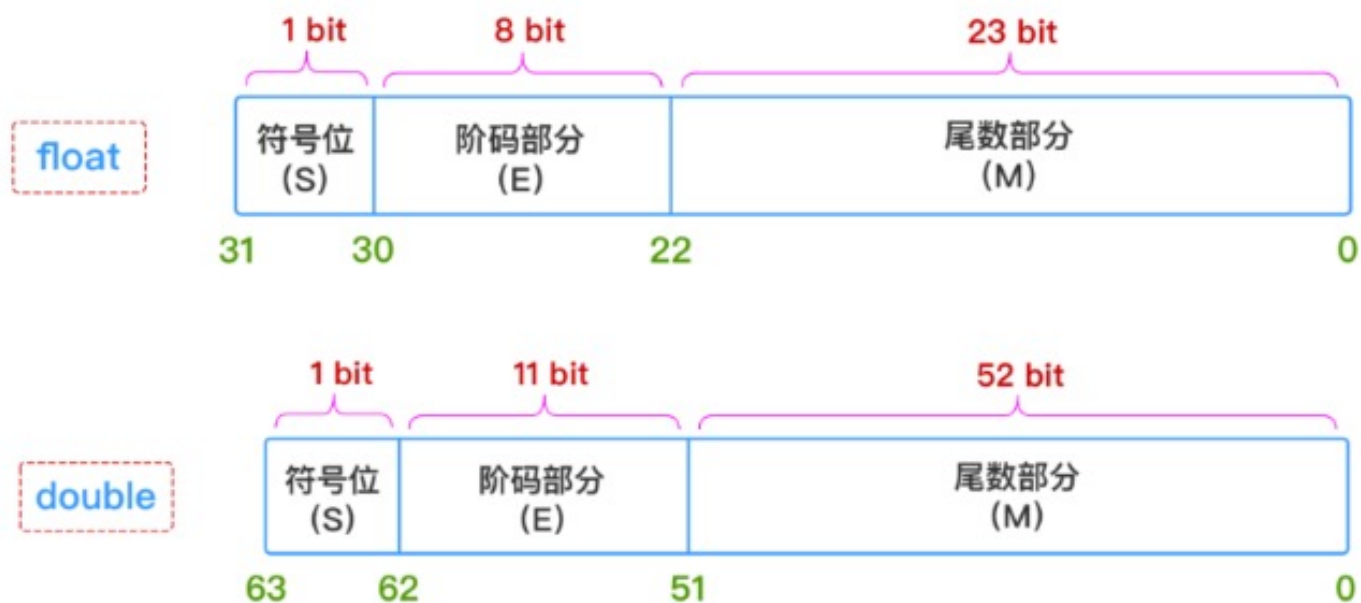 1 bit 8 bit 23 bit
float
符号位 阶码部分 尾数部分
(S) (E) (M)
31 30 22 0
1 bit 11 bit 52 bit
double
符号位 阶码部分 尾数部分
(S) (E) (M)
63 62 51 0